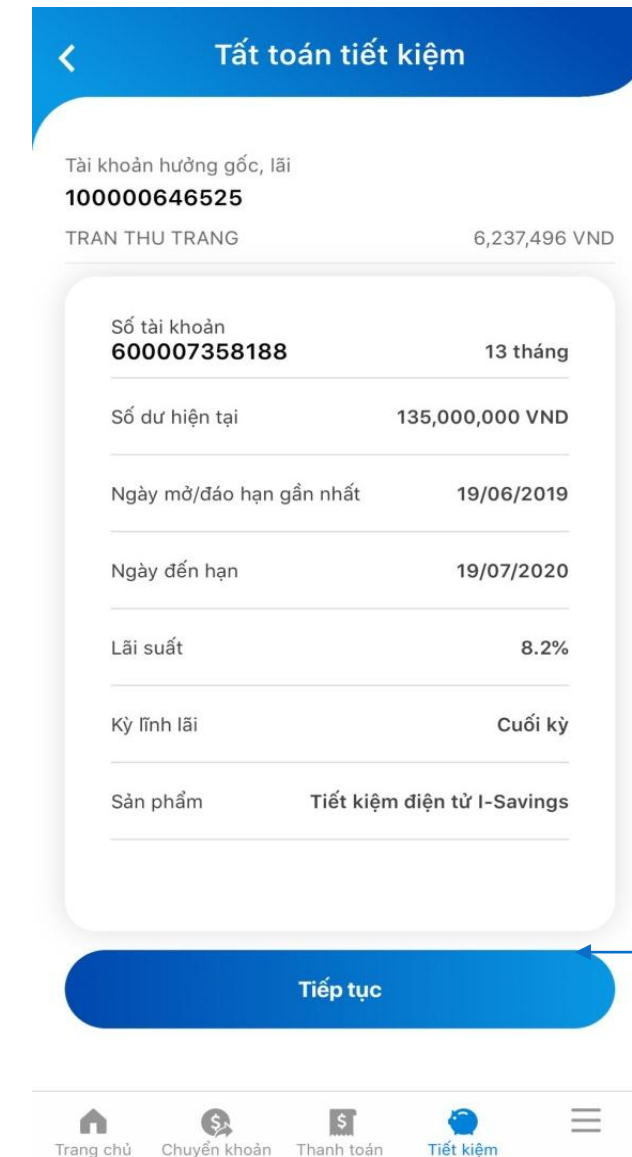 Tất toán tiết kiệm
Tài khoản hưởng gốc, lãi
100000646525
TRAN THU TRANG 6,237,496 VND
Số tài khoản
600007358188 13 tháng
Số dư hiện tại 135,000,000 VND
Ngày mở/đáo hạn gần nhất 19/06/2019
Ngày đến hạn 19/07/2020
Lãi suất 8.2%
Kỳ lĩnh lãi Cuối kỳ
Sản phẩm Tiết kiệm điện tử I-Savings
Tiếp tục
Trang chủ Chuyển khoản Thanh toán Tiết kiệm